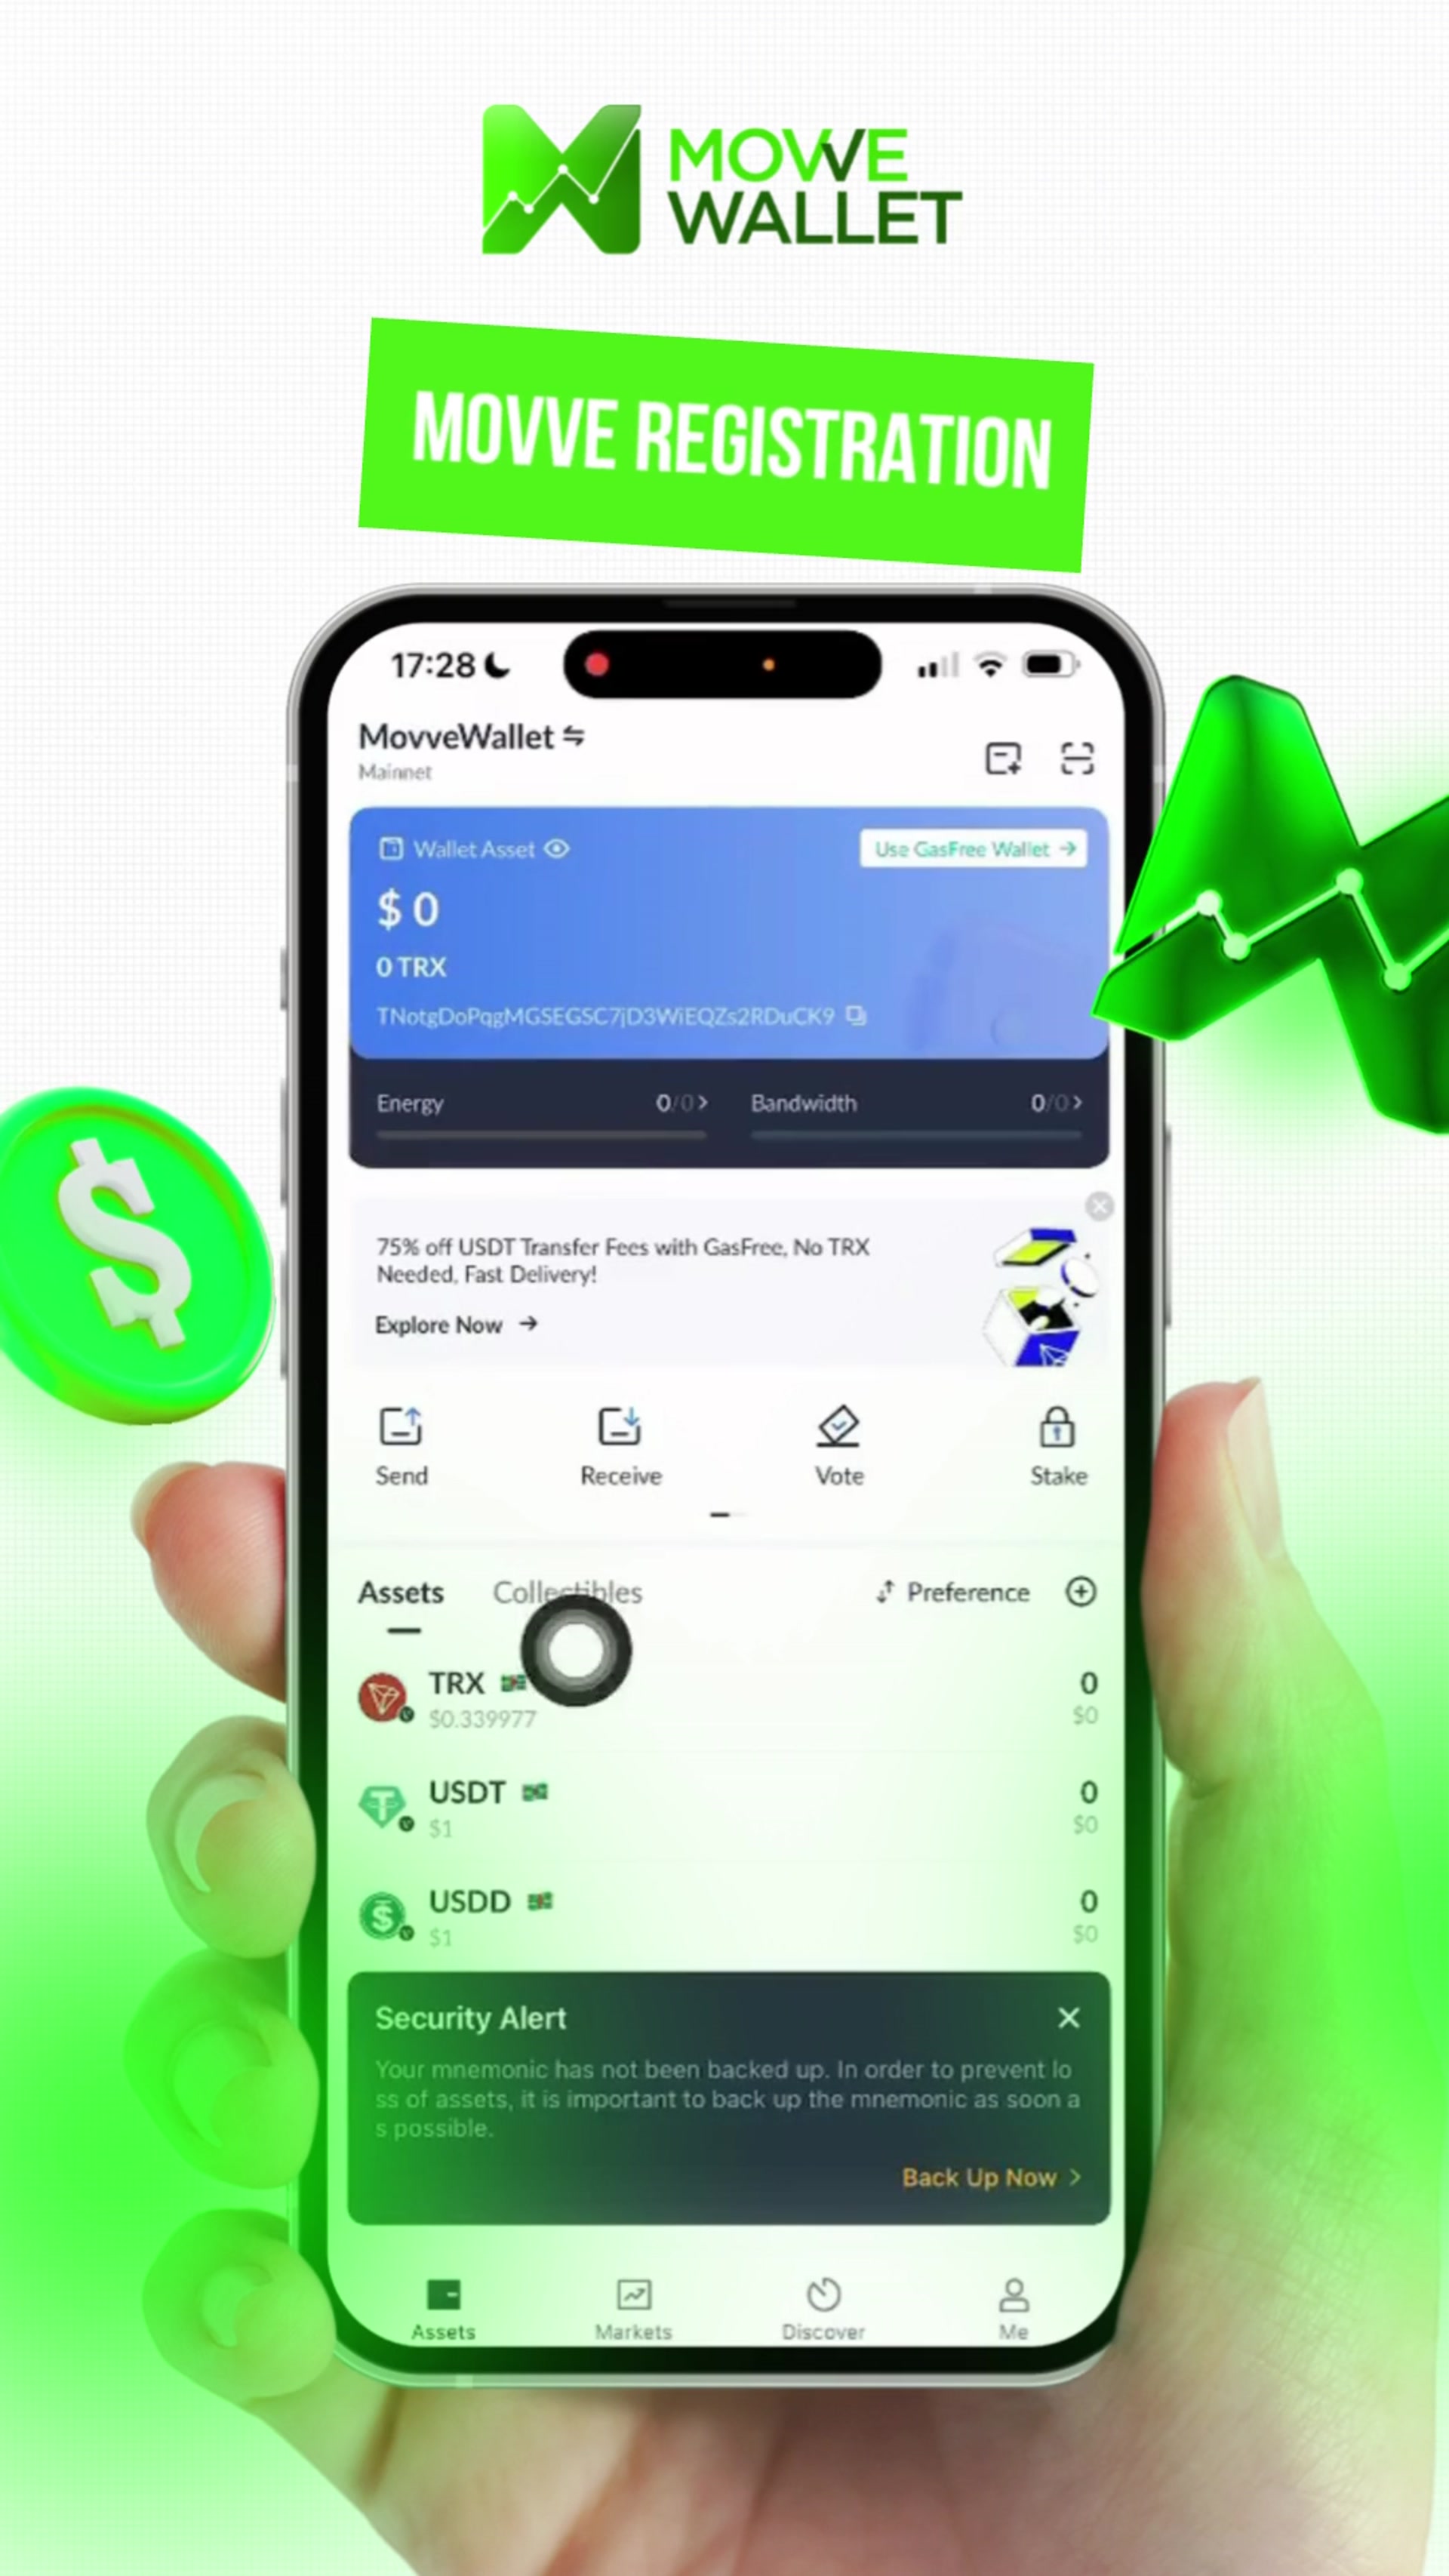 MOVVE
WALLET
MOVVE REGISTRATION
17:28
MovveWallet
Mainnet
Wallet Asset
Use GasFree Wallet
$ 0
0 TRX
TNotgDoPqgMGSEGSC7jD3WiEQZs2RDuCK9
Energy 0/0 Bandwidth 0/0
75% off USDT Transfer Fees with GasFree, No TRX
Needed, Fast Delivery!
Explore Now
Send Receive Vote Stake
Assets Collectibles Preference
TRX 0
$0.339977 $0
USDT 0
$1 $0
USDD 0
$1 $0
Security Alert
Your mnemonic has not been backed up. In order to prevent lo
ss of assets, it is important to back up the mnemonic as soon a
s possible.
Back Up Now
Assets Markets Discover Me
$